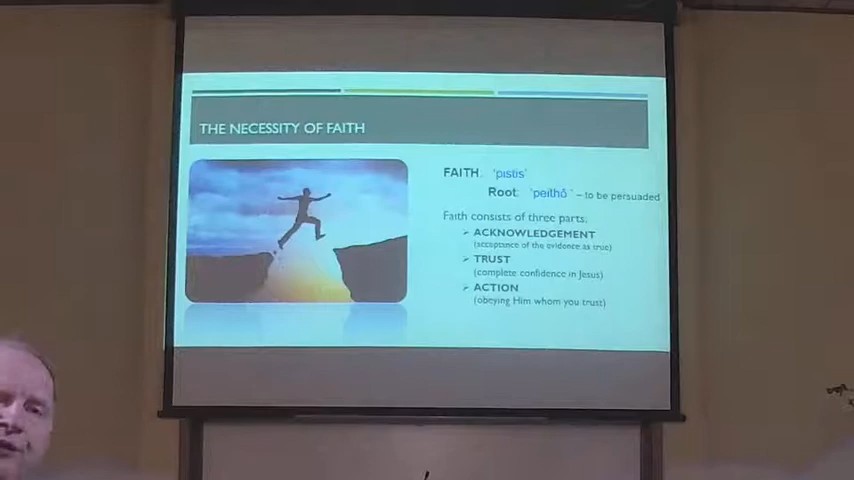 THE NECESSITY OF FAITH
FAITH: 'pistis'
Root: 'peithō' – to be persuaded
Faith consists of three parts:
➢ ACKNOWLEDGEMENT
(acceptance of the evidence as true)
➢ TRUST
(complete confidence in Jesus)
➢ ACTION
(obeying Him whom you trust)